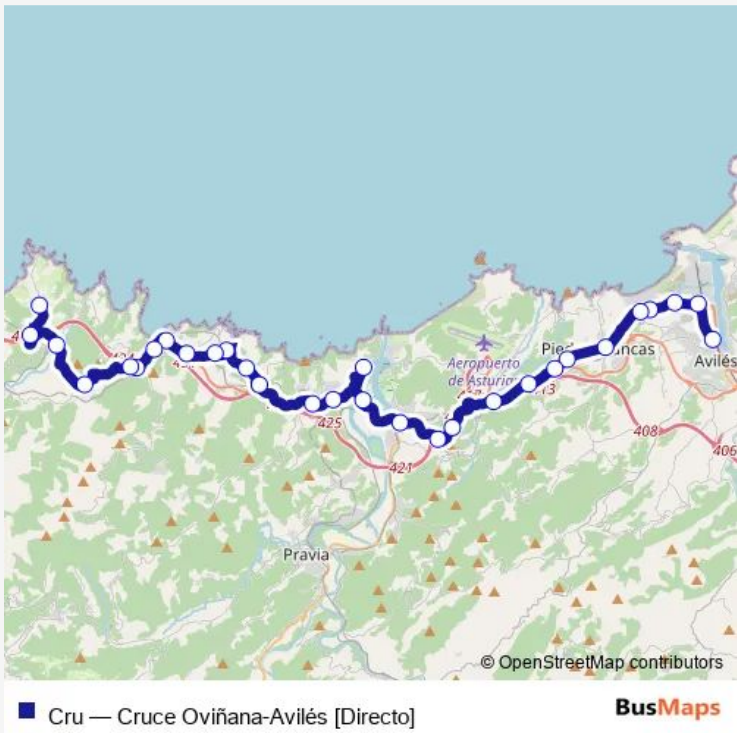 Aeropuerto
de Asturias
Avilés
425
421
408
406
Pravia
© OpenStreetMap contributors
Cru — Cruce Oviñana-Avilés [Directo]
BusMaps